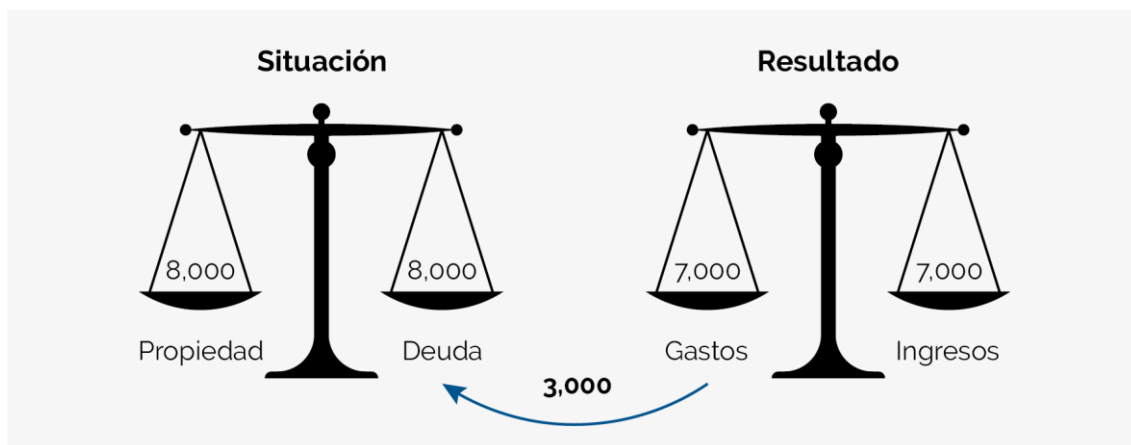 Situación
Resultado
8,000
8,000
7,000
7,000
Propiedad
Deuda
Gastos
Ingresos
3,000